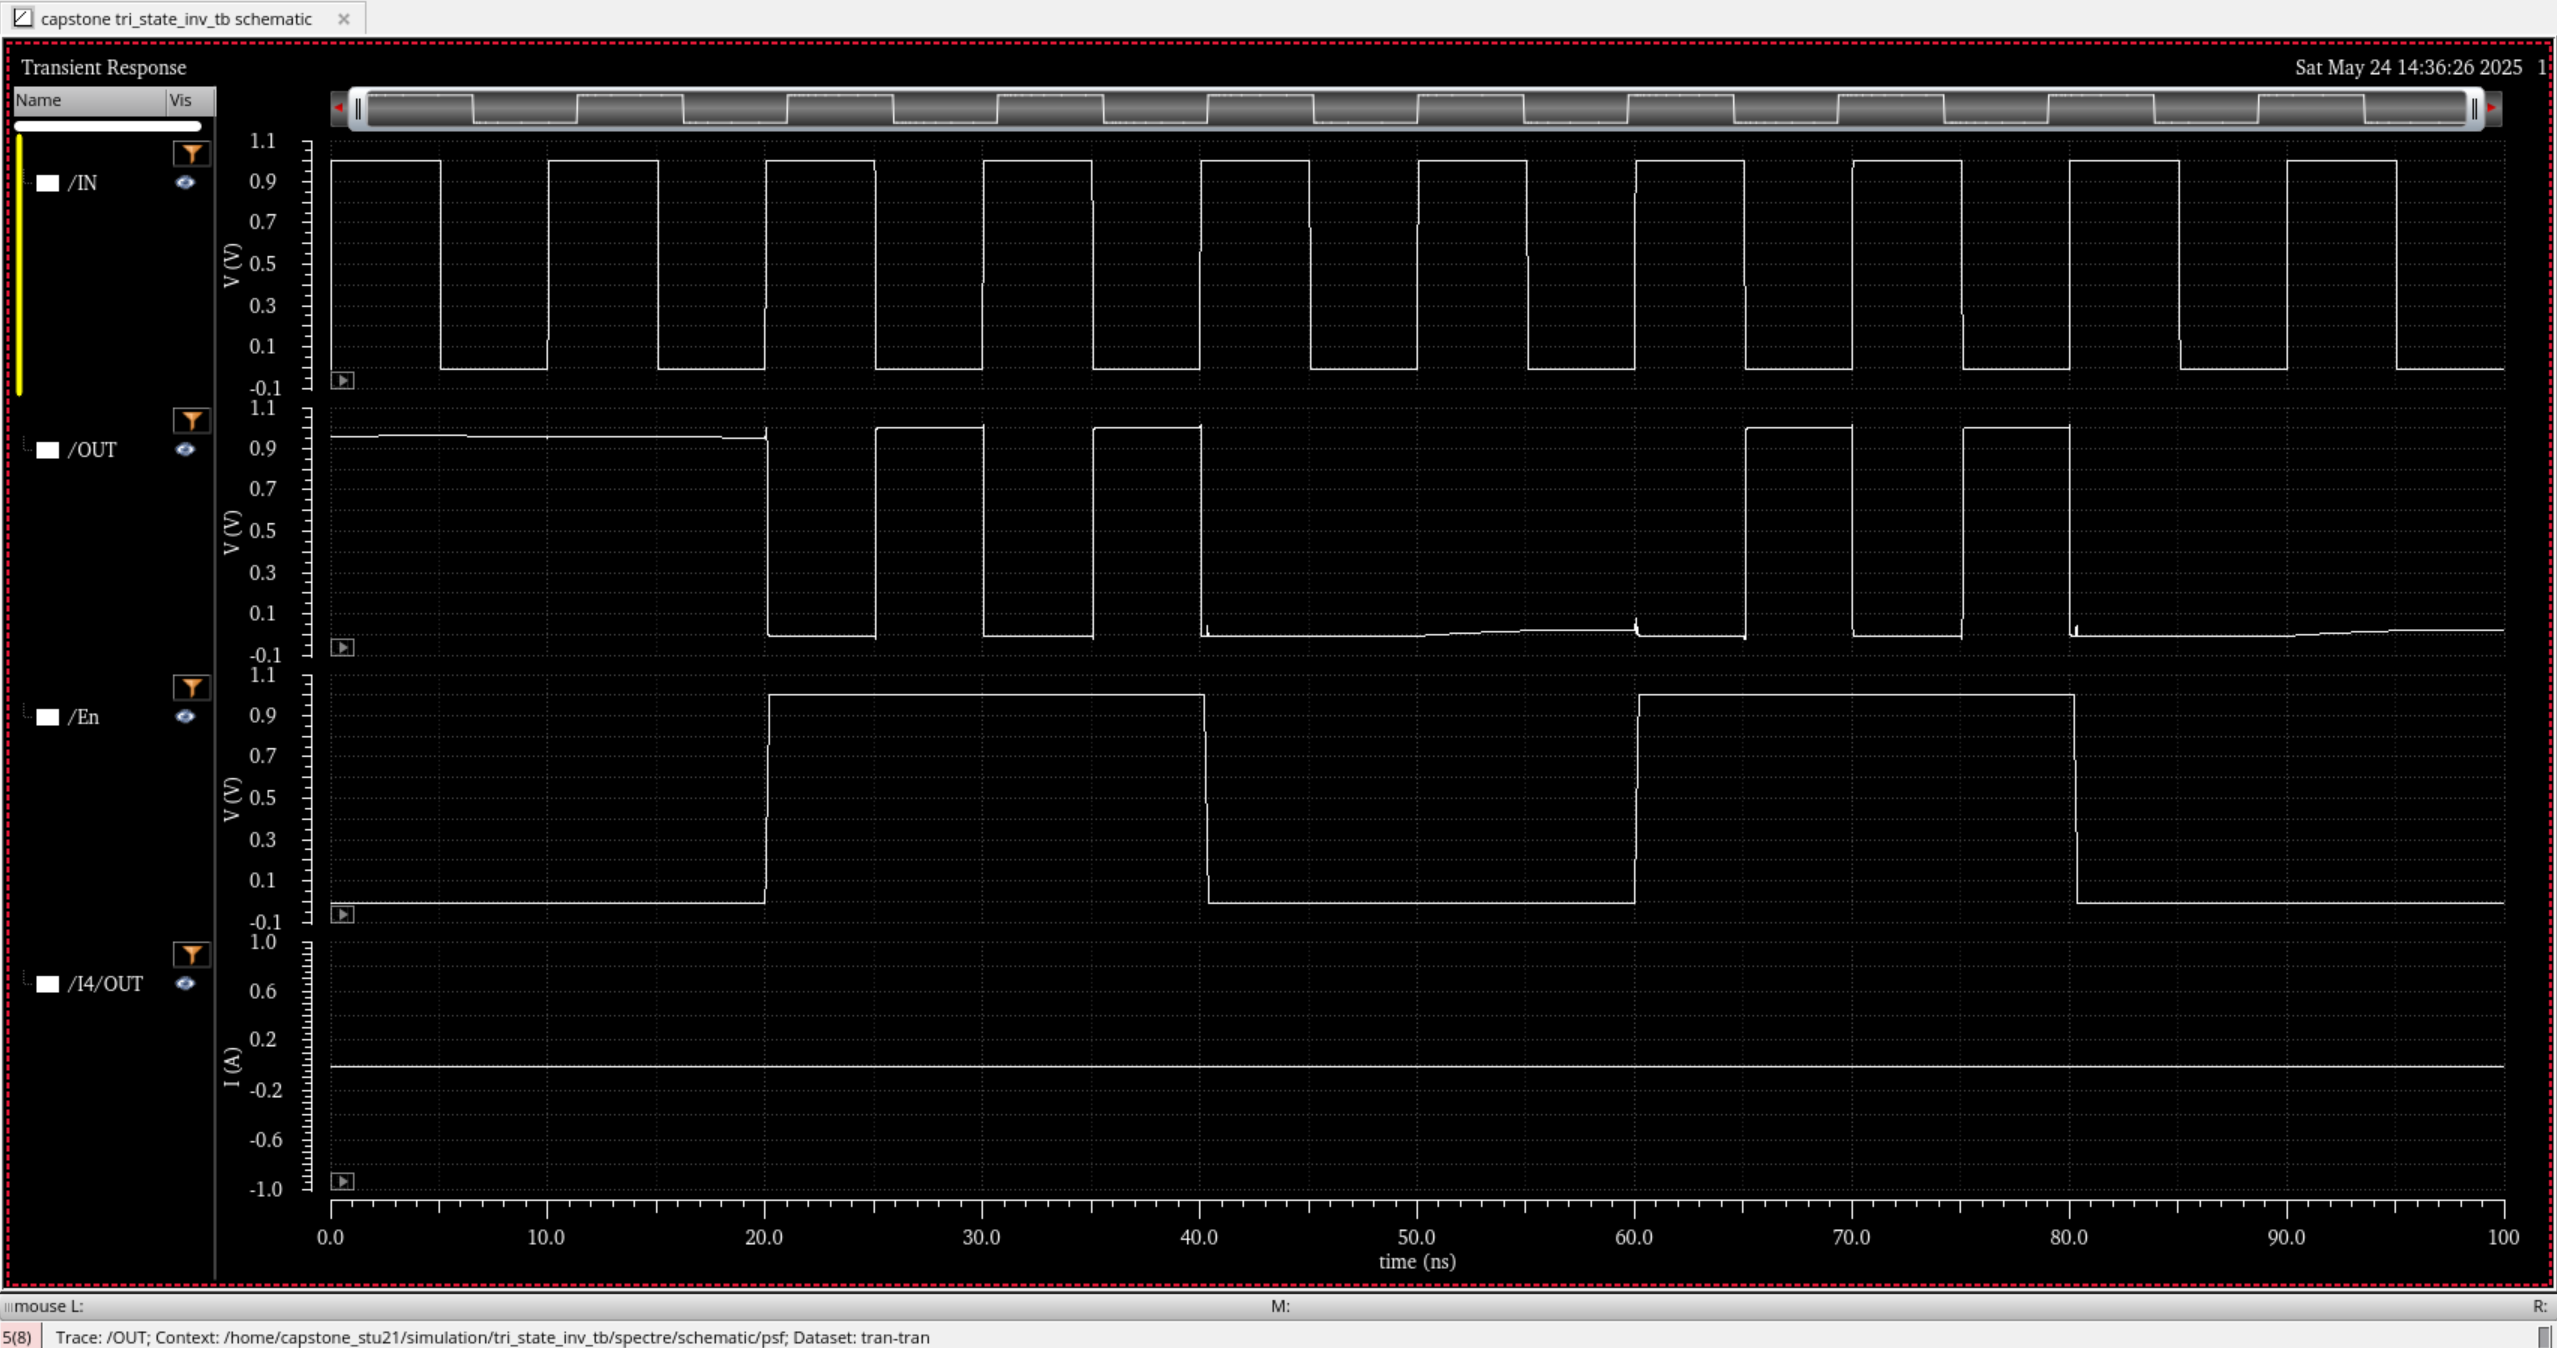 capstone tri_state_inv_tb schematic
Transient Response
Sat May 24 14:36:26 2025 1
Name Vis
/IN
V (V)
1.1
0.9
0.7
0.5
0.3
0.1
-0.1
/OUT
V (V)
1.1
0.9
0.7
0.5
0.3
0.1
-0.1
/En
V (V)
1.1
0.9
0.7
0.5
0.3
0.1
-0.1
/I4/OUT
I (A)
1.0
0.6
0.2
-0.2
-0.6
-1.0
0.0 10.0 20.0 30.0 40.0 50.0 60.0 70.0 80.0 90.0 100
time (ns)
mouse L: M: R:
5(8) Trace: /OUT; Context: /home/capstone_stu21/simulation/tri_state_inv_tb/spectre/schematic/psf; Dataset: tran-tran